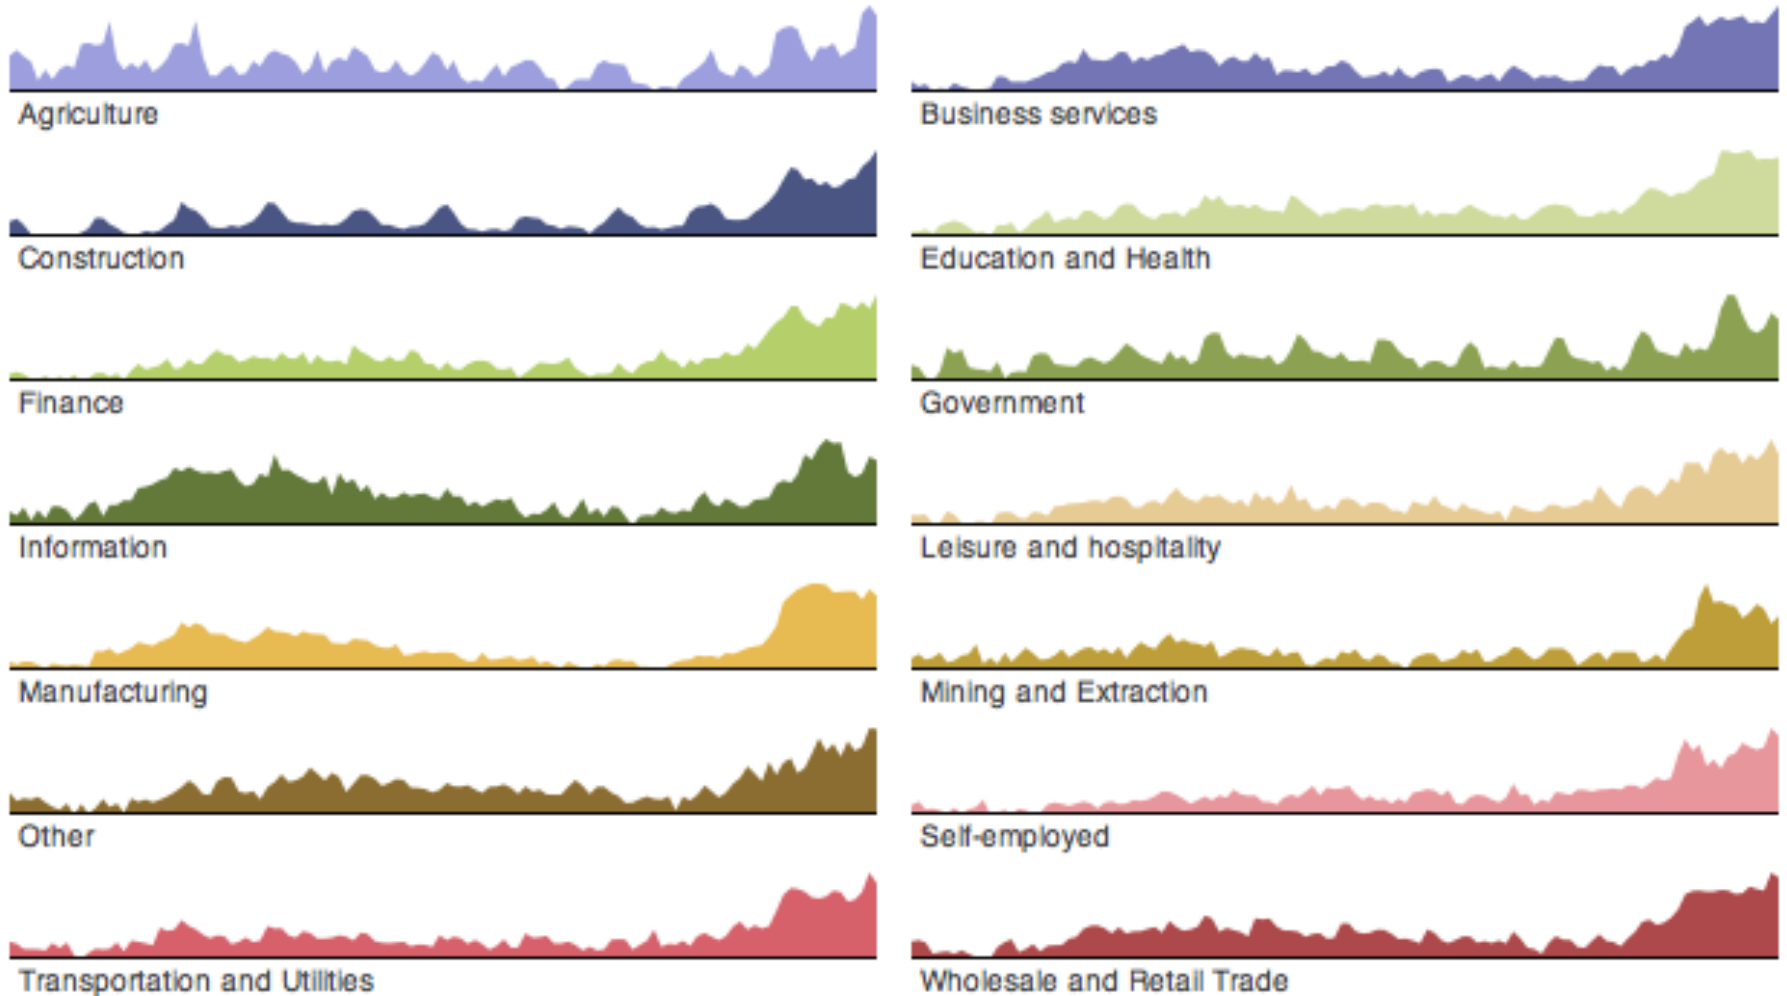 Agriculture
Business services
Construction
Education and Health
Finance
Government
Information
Leisure and hospitality
Manufacturing
Mining and Extraction
Other
Self-employed
Transportation and Utilities
Wholesale and Retail Trade